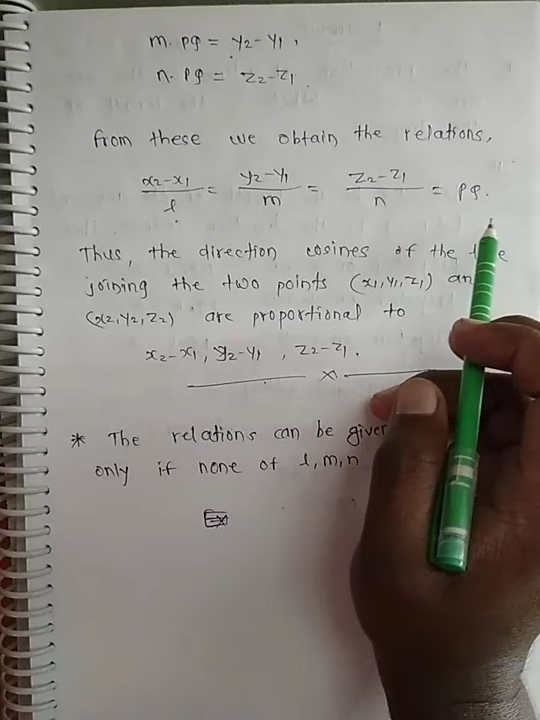 m. PQ = y2-y1,
n. PQ = z2-z1
from these we obtain the relations,
x2-x1/l = y2-y1/m = z2-z1/n = PQ.
Thus, the direction cosines of the
joining the two points (x1,y1,z1)
(x2,y2,z2) are proportional to
x2-x1, y2-y1, z2-z1.
x
* The relations can be given
only if none of l,m,n